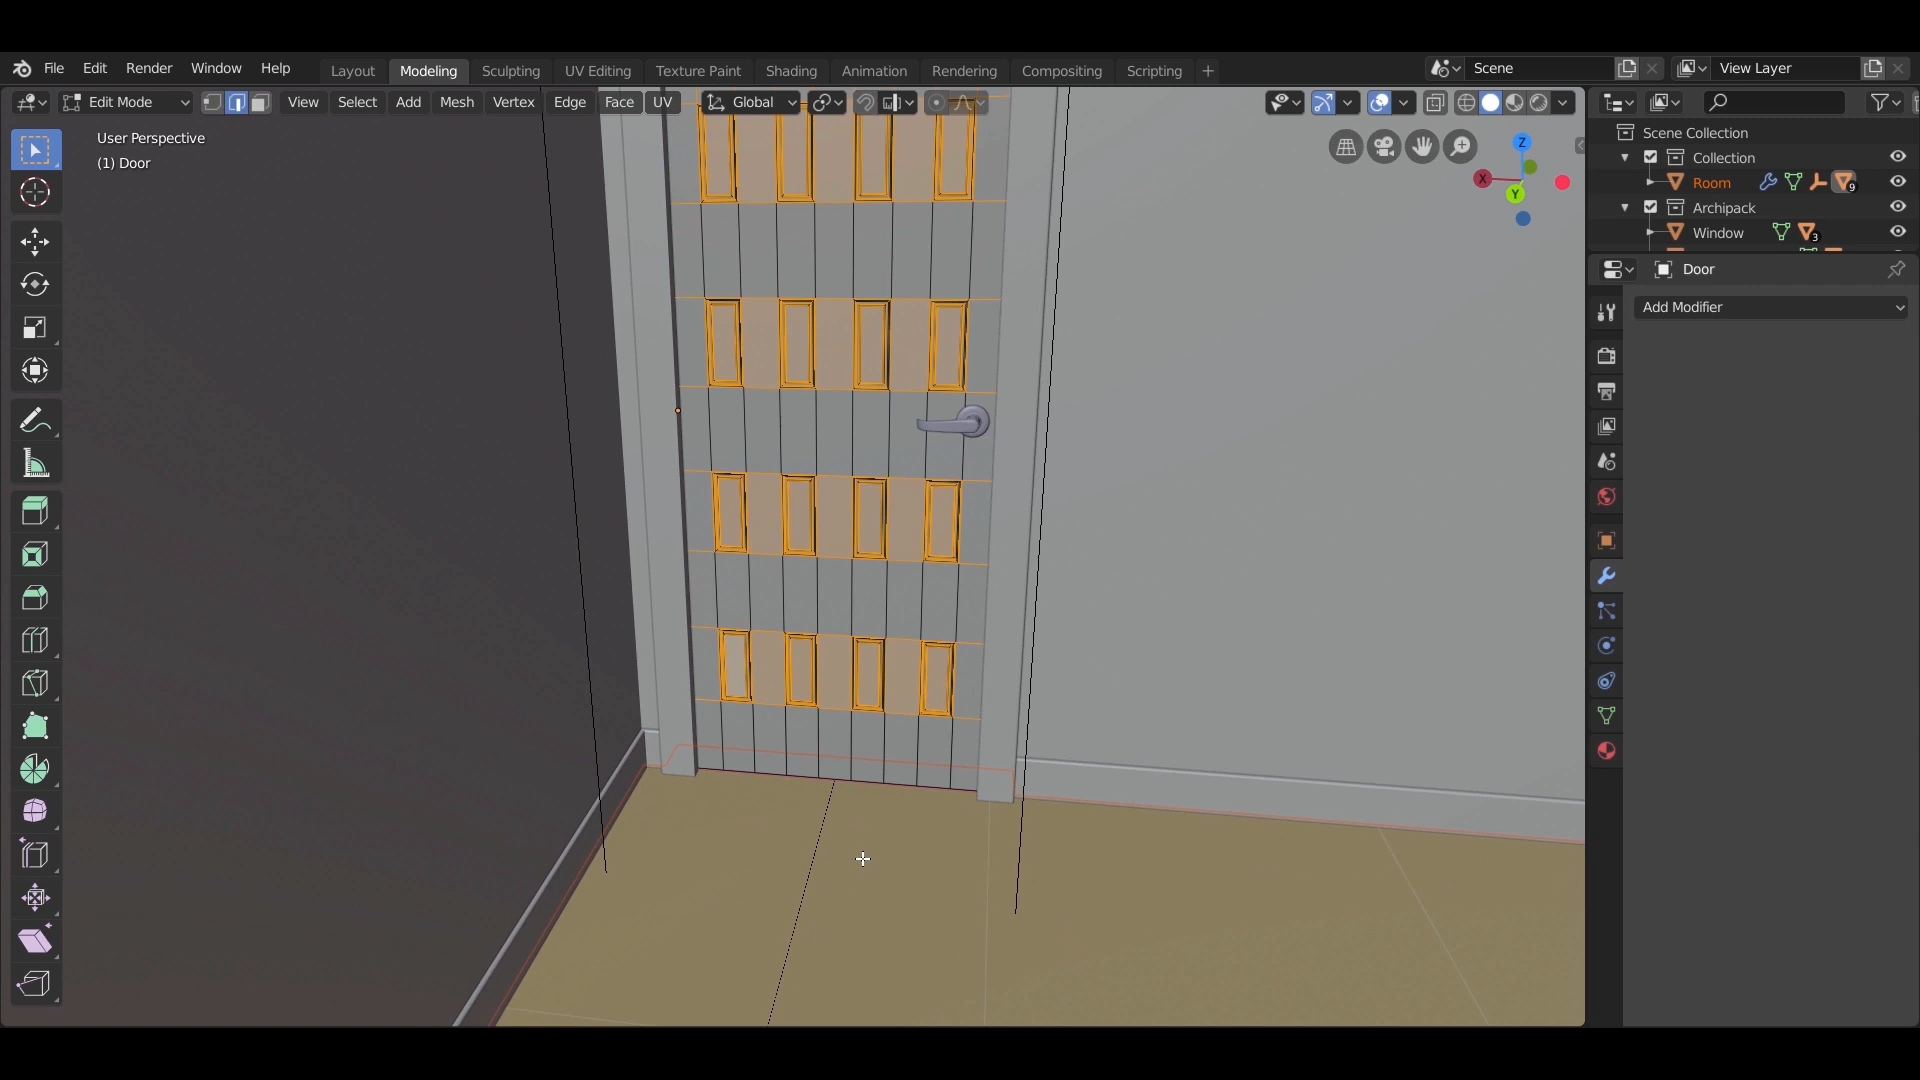 File Edit Render Window Help Layout Modeling Sculpting UV Editing Texture Paint Shading Animation Rendering Compositing Scripting + Scene View Layer
Edit Mode View Select Add Mesh Vertex Edge Face UV Global
User Perspective
(1) Door
Z
X
Y
Scene Collection
Collection
Room 9
Archipack
Window 3
Door
Add Modifier